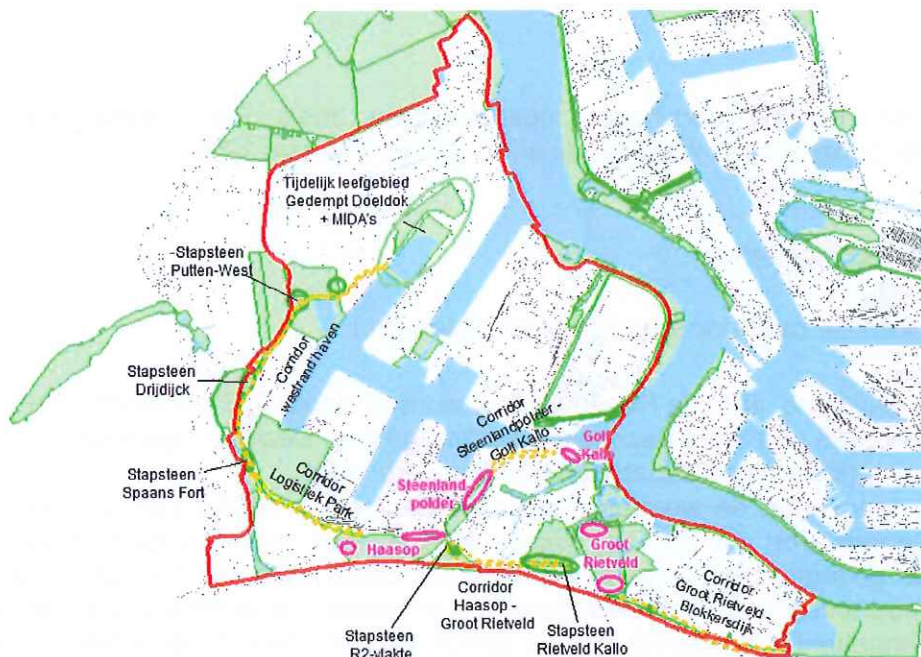 Tijdelijk leefgebied
Gedempt Doeldok
+ MIDA's
-Stapsteen
Putten-West
Corridor
westrand haven
Stapsteen
Drijdijck
Corridor
Steenlandpolder -
Golf Kallo
Golf
Kallo
Stapsteen
Spaans Fort
Corridor
Logistiek Park
Steenland-
polder
Haasop
Groot
Rietveld
Corridor
Groot Rietveld -
Blokkersdijk
Corridor
Haasop -
Groot Rietveld
Stapsteen
R2-vlakte
Stapsteen
Rietveld Kallo